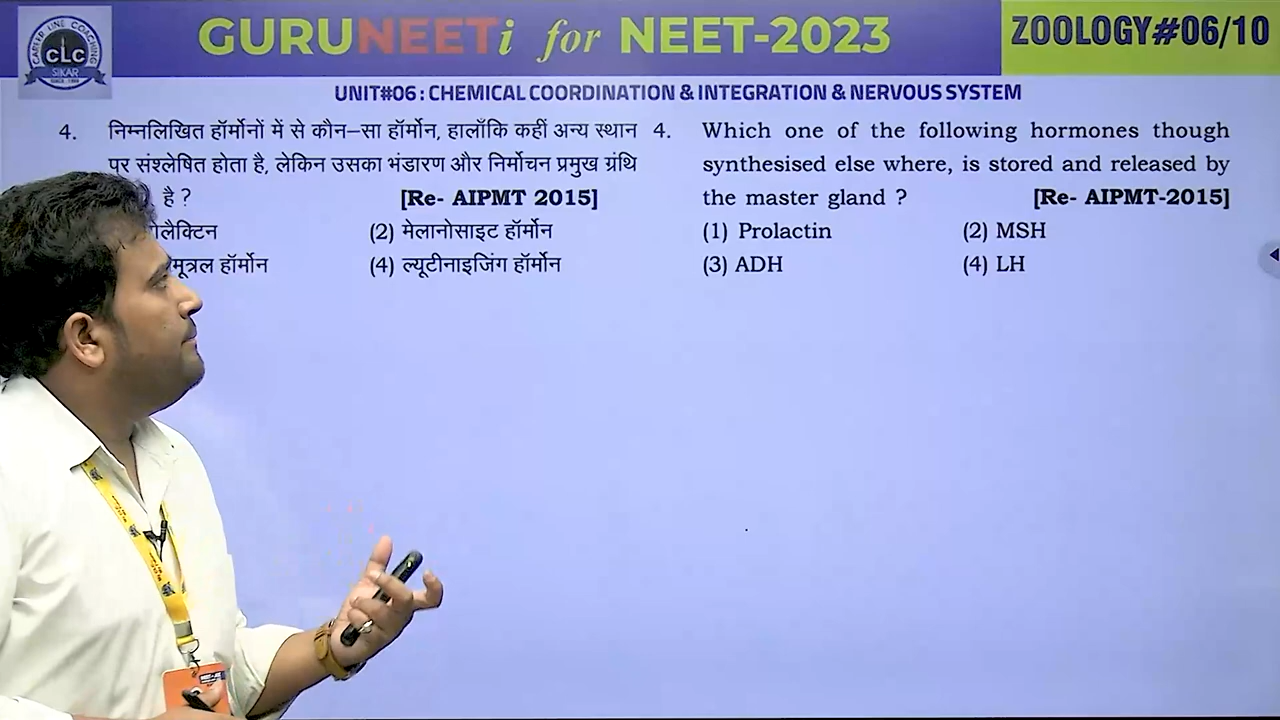 CAREER LINE COACHING
CLC
SIKAR
GURUNEETi for NEET-2023
ZOOLOGY#06/10
UNIT#06 : CHEMICAL COORDINATION & INTEGRATION & NERVOUS SYSTEM
4. निम्नलिखित हॉर्मोनों में से कौन–सा हॉर्मोन, हालाँकि कहीं अन्य स्थान
पर संश्लेषित होता है, लेकिन उसका भंडारण और निर्मोचन प्रमुख ग्रंथि
है ? [Re- AIPMT 2015]
(2) मेलानोसाइट हॉर्मोन
हॉर्मोन (4) ल्यूटीनाइजिंग हॉर्मोन
4. Which one of the following hormones though
synthesised else where, is stored and released by
the master gland ? [Re- AIPMT-2015]
(1) Prolactin (2) MSH
(3) ADH (4) LH